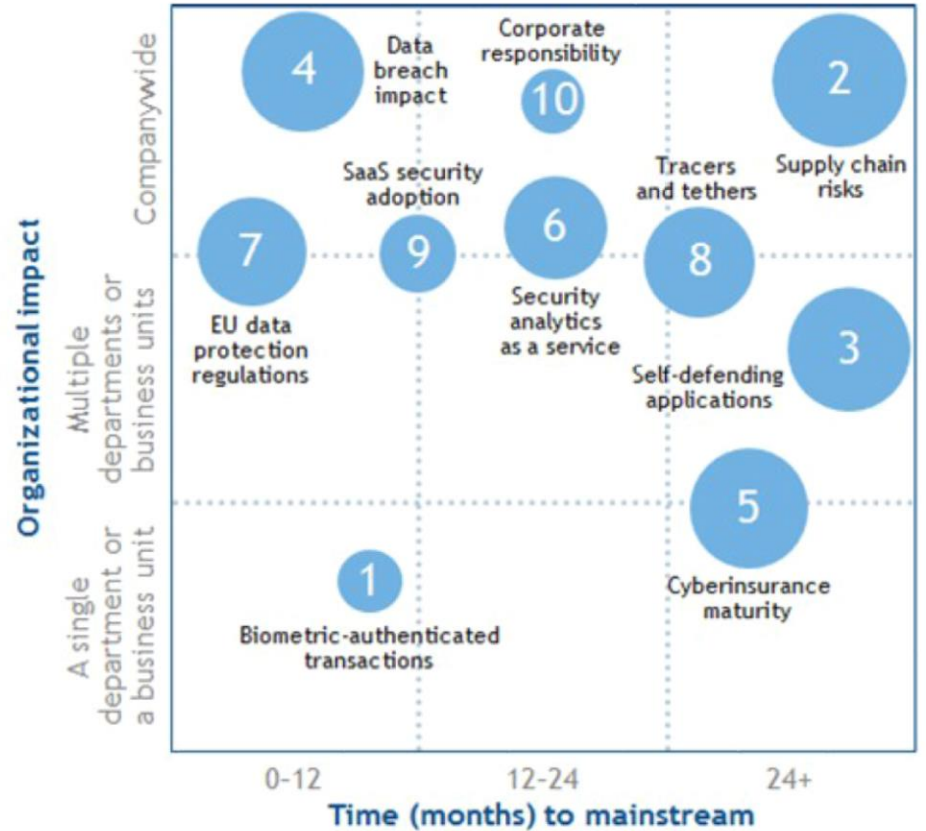 Organizational impact
Companywide
Multiple
departments or
business units
A single
department or
a business unit
4
Data
breach
impact
Corporate
responsibility
10
2
Supply chain
risks
SaaS security
adoption
9
7
EU data
protection
regulations
6
Security
analytics
as a service
Tracers
and tethers
8
3
Self-defending
applications
5
Cyberinsurance
maturity
1
Biometric-authenticated
transactions
0-12
12-24
24+
Time (months) to mainstream